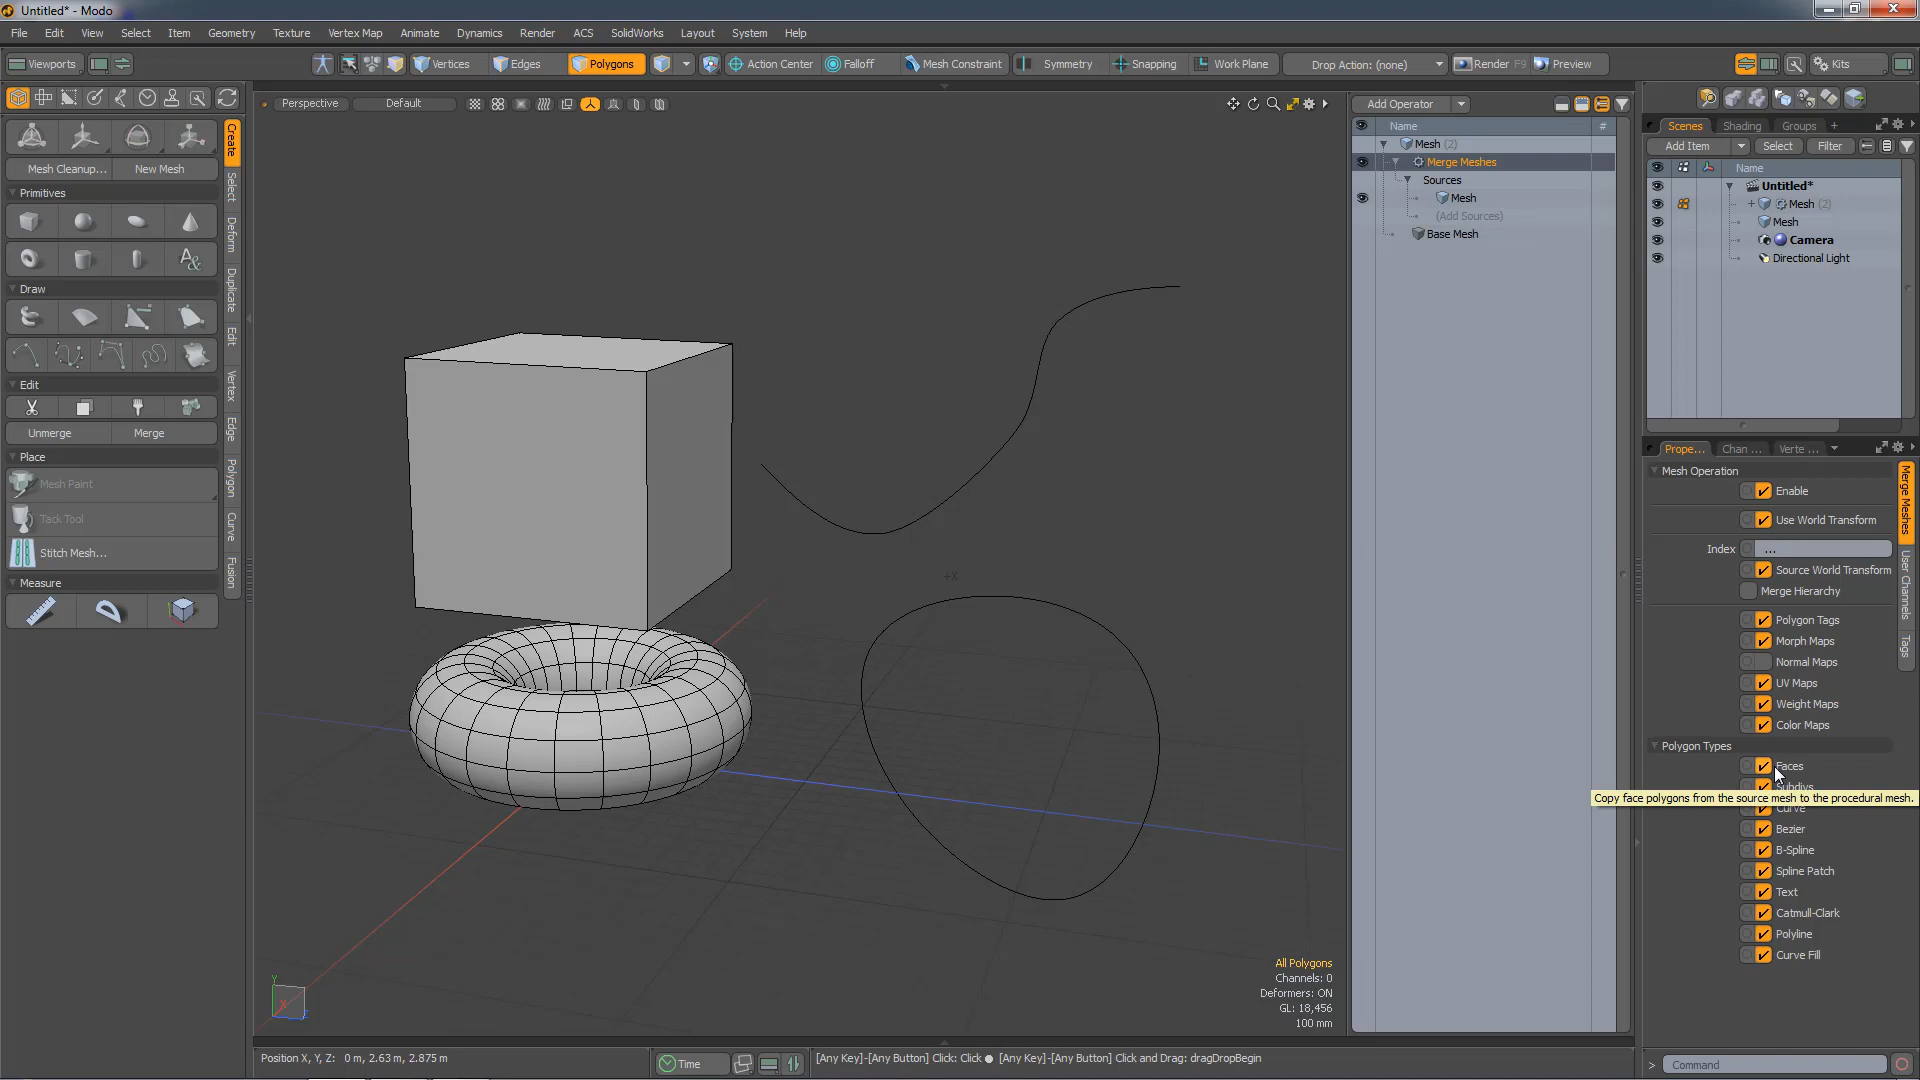 Untitled* - Modo
File Edit View Select Item Geometry Texture Vertex Map Animate Dynamics Render ACS SolidWorks Layout System Help
Viewports Vertices Edges Polygons Action Center Falloff Mesh Constraint Symmetry Snapping Work Plane Drop Action: (none) Render F9 Preview Kits
Mesh Cleanup... New Mesh
Primitives
Draw
Edit
Unmerge Merge
Place
Mesh Paint
Tack Tool
Stitch Mesh...
Measure
Create
Select
Deform
Duplicate
Edit
Vertex
Edge
Polygon
Curve
Fusion
Perspective Default
+X
All Polygons
Channels: 0
Deformers: ON
GL: 18,456
100 mm
Y
X
Z
Add Operator
Name #
Mesh (2)
Merge Meshes
Sources
Mesh
(Add Sources)
Base Mesh
Scenes Shading Groups +
Add Item Select Filter
Name
Untitled*
Mesh (2)
Mesh
Camera
Directional Light
Prope... Chan ... Verte ...
Mesh Operation
Enable
Use World Transform
Index ...
Source World Transform
Merge Hierarchy
Polygon Tags
Morph Maps
Normal Maps
UV Maps
Weight Maps
Color Maps
Polygon Types
Faces
Subdivs
Copy face polygons from the source mesh to the procedural mesh.
Curve
Bezier
B-Spline
Spline Patch
Text
Catmull-Clark
Polyline
Curve Fill
Merge Meshes
User Channels
Tags
Position X, Y, Z: 0 m, 2.63 m, 2.875 m
Time
[Any Key]-[Any Button] Click: Click ● [Any Key]-[Any Button] Click and Drag: dragDropBegin
> Command